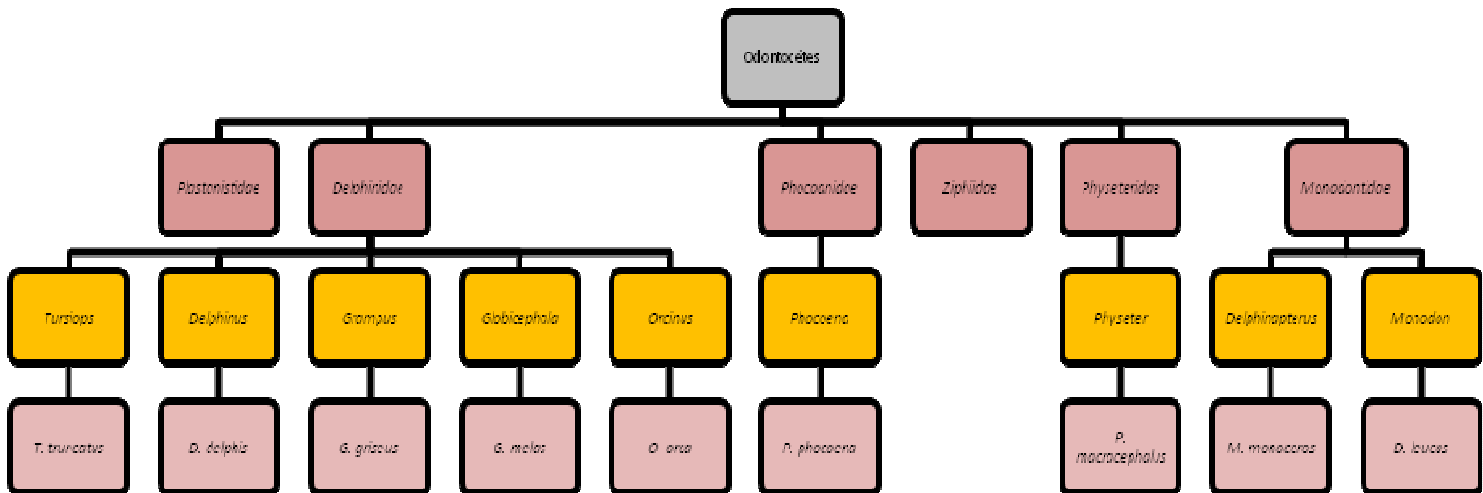 Odontocètes
Plastanistidae
Delphinidae
Phocoenidae
Ziphiidae
Physeteridae
Monodontidae
Tursiops
Delphinus
Grampus
Globicephala
Orcinus
Phocoena
Physeter
Delphinapterus
Monodon
T. truncatus
D. delphis
G. griseus
G. melas
O. orca
P. phocoena
P.
macrocephalus
M. monoceros
D. leucas